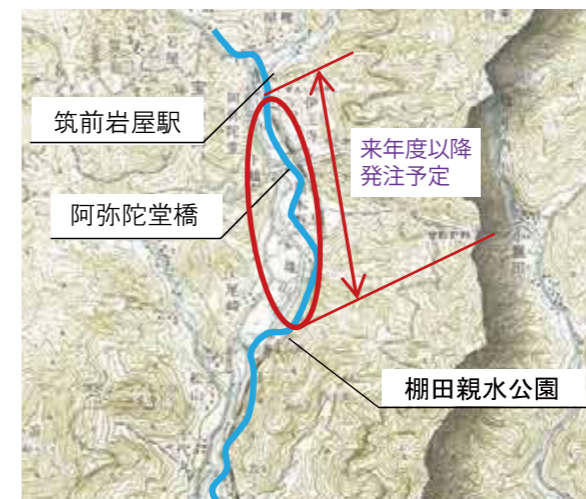 筑前岩屋駅
来年度以降
発注予定
阿弥陀堂橋
棚田親水公園